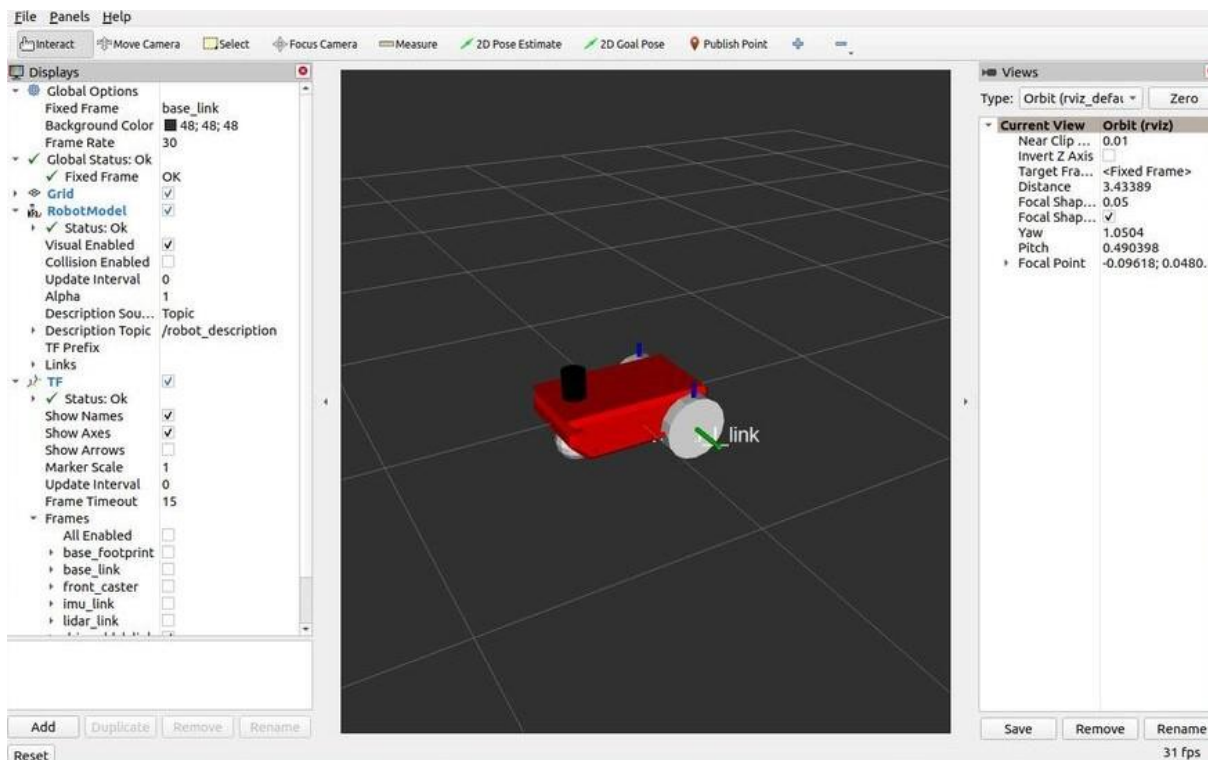 File Panels Help
Interact Move Camera Select Focus Camera Measure 2D Pose Estimate 2D Goal Pose Publish Point
Displays
Global Options
Fixed Frame base_link
Background Color 48; 48; 48
Frame Rate 30
Global Status: Ok
Fixed Frame OK
Grid
RobotModel
Status: Ok
Visual Enabled
Collision Enabled
Update Interval 0
Alpha 1
Description Sou... Topic
Description Topic /robot_description
TF Prefix
Links
TF
Status: Ok
Show Names
Show Axes
Show Arrows
Marker Scale 1
Update Interval 0
Frame Timeout 15
Frames
All Enabled
base_footprint
base_link
front_caster
imu_link
lidar_link
Add Duplicate Remove Rename
Reset
_link
Views
Type: Orbit (rviz_defau Zero
Current View Orbit (rviz)
Near Clip ... 0.01
Invert Z Axis
Target Fra... <Fixed Frame>
Distance 3.43389
Focal Shap... 0.05
Focal Shap...
Yaw 1.0504
Pitch 0.490398
Focal Point -0.09618; 0.0480.
Save Remove Rename
31 fps